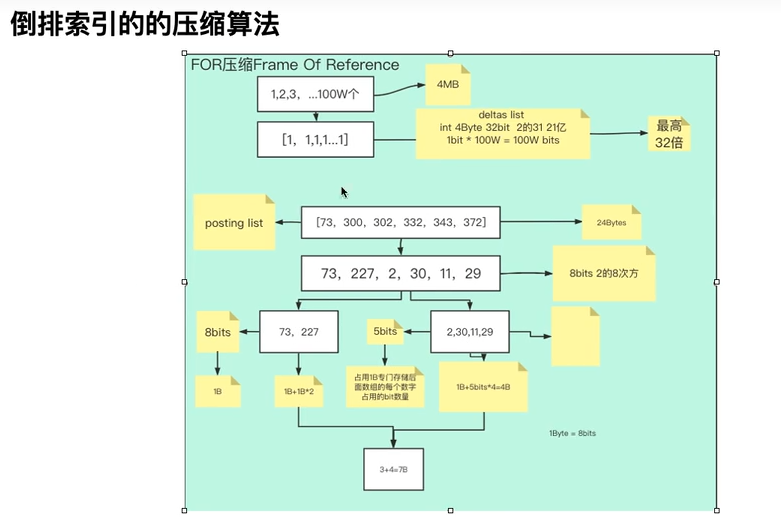 倒排索引的的压缩算法
FOR压缩Frame Of Reference
1,2,3，…100W个
4MB
[1，1,1,1…1]
deltas list
int 4Byte 32bit 2的31 21亿
1bit * 100W = 100W bits
最高
32倍
posting list
[73，300，302，332，343，372]
24Bytes
73，227，2，30，11，29
8bits 2的8次方
8bits
73，227
5bits
2,30,11,29
1B
1B+1B*2
占用1B专门存储后
面数组的每个数字
占用的bit数量
1B+5bits*4=4B
1Byte = 8bits
3+4=7B